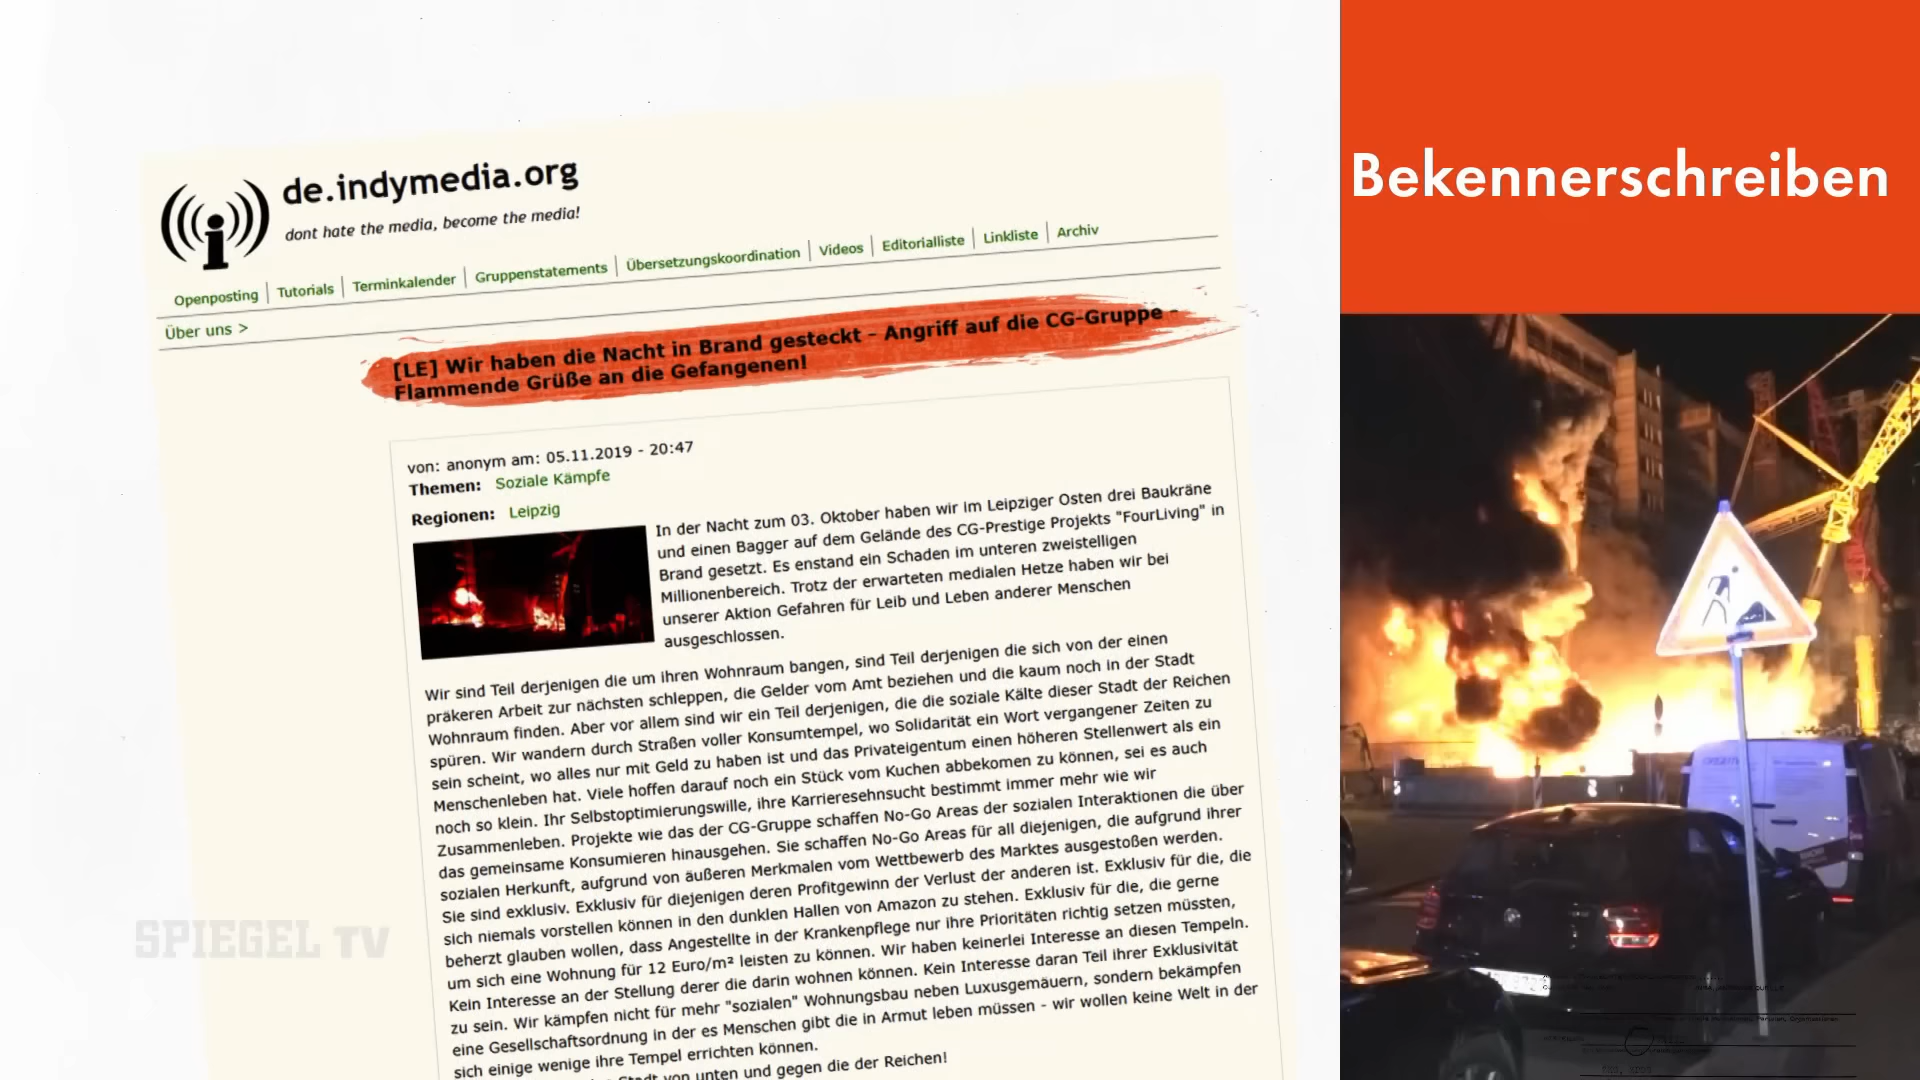 de.indymedia.org
dont hate the media, become the media!
Openposting
Tutorials
Terminkalender
Gruppenstatements
Übersetzungskoordination
Videos
Editorialliste
Linkliste
Archiv
Über uns >
[LE] Wir haben die Nacht in Brand gesteckt – Angriff auf die CG-Gruppe –
Flammende Grüße an die Gefangenen!
von: anonym am: 05.11.2019 - 20:47
Themen: Soziale Kämpfe
Regionen: Leipzig
In der Nacht zum 03. Oktober haben wir im Leipziger Osten drei Baukräne
und einen Bagger auf dem Gelände des CG-Prestige Projekts "FourLiving" in
Brand gesetzt. Es enstand ein Schaden im unteren zweistelligen
Millionenbereich. Trotz der erwarteten medialen Hetze haben wir bei
unserer Aktion Gefahren für Leib und Leben anderer Menschen
ausgeschlossen.
Wir sind Teil derjenigen die um ihren Wohnraum bangen, sind Teil derjenigen die sich von der einen
präkeren Arbeit zur nächsten schleppen, die Gelder vom Amt beziehen und die kaum noch in der Stadt
Wohnraum finden. Aber vor allem sind wir ein Teil derjenigen, die die soziale Kälte dieser Stadt der Reichen
spüren. Wir wandern durch Straßen voller Konsumtempel, wo Solidarität ein Wort vergangener Zeiten zu
sein scheint, wo alles nur mit Geld zu haben ist und das Privateigentum einen höheren Stellenwert als ein
Menschenleben hat. Viele hoffen darauf noch ein Stück vom Kuchen abbekomen zu können, sei es auch
noch so klein. Ihr Selbstoptimierungswille, ihre Karrieresehnsucht bestimmt immer mehr wie wir
Zusammenleben. Projekte wie das der CG-Gruppe schaffen No-Go Areas der sozialen Interaktionen die über
das gemeinsame Konsumieren hinausgehen. Sie schaffen No-Go Areas für all diejenigen, die aufgrund ihrer
sozialen Herkunft, aufgrund von äußeren Merkmalen vom Wettbewerb des Marktes ausgestoßen werden.
Sie sind exklusiv. Exklusiv für diejenigen deren Profitgewinn der Verlust der anderen ist. Exklusiv für die, die
sich niemals vorstellen können in den dunklen Hallen von Amazon zu stehen. Exklusiv für die, die gerne
beherzt glauben wollen, dass Angestellte in der Krankenpflege nur ihre Prioritäten richtig setzen müssten,
um sich eine Wohnung für 12 Euro/m² leisten zu können. Wir haben keinerlei Interesse an diesen Tempeln.
Kein Interesse an der Stellung derer die darin wohnen können. Kein Interesse daran Teil ihrer Exklusivität
zu sein. Wir kämpfen nicht für mehr "sozialen" Wohnungsbau neben Luxusgemäuern, sondern bekämpfen
eine Gesellschaftsordnung in der es Menschen gibt die in Armut leben müssen - wir wollen keine Welt in der
sich einige wenige ihre Tempel errichten können.
Stadt von unten und gegen die der Reichen!
SPIEGEL TV
Bekennerschreiben